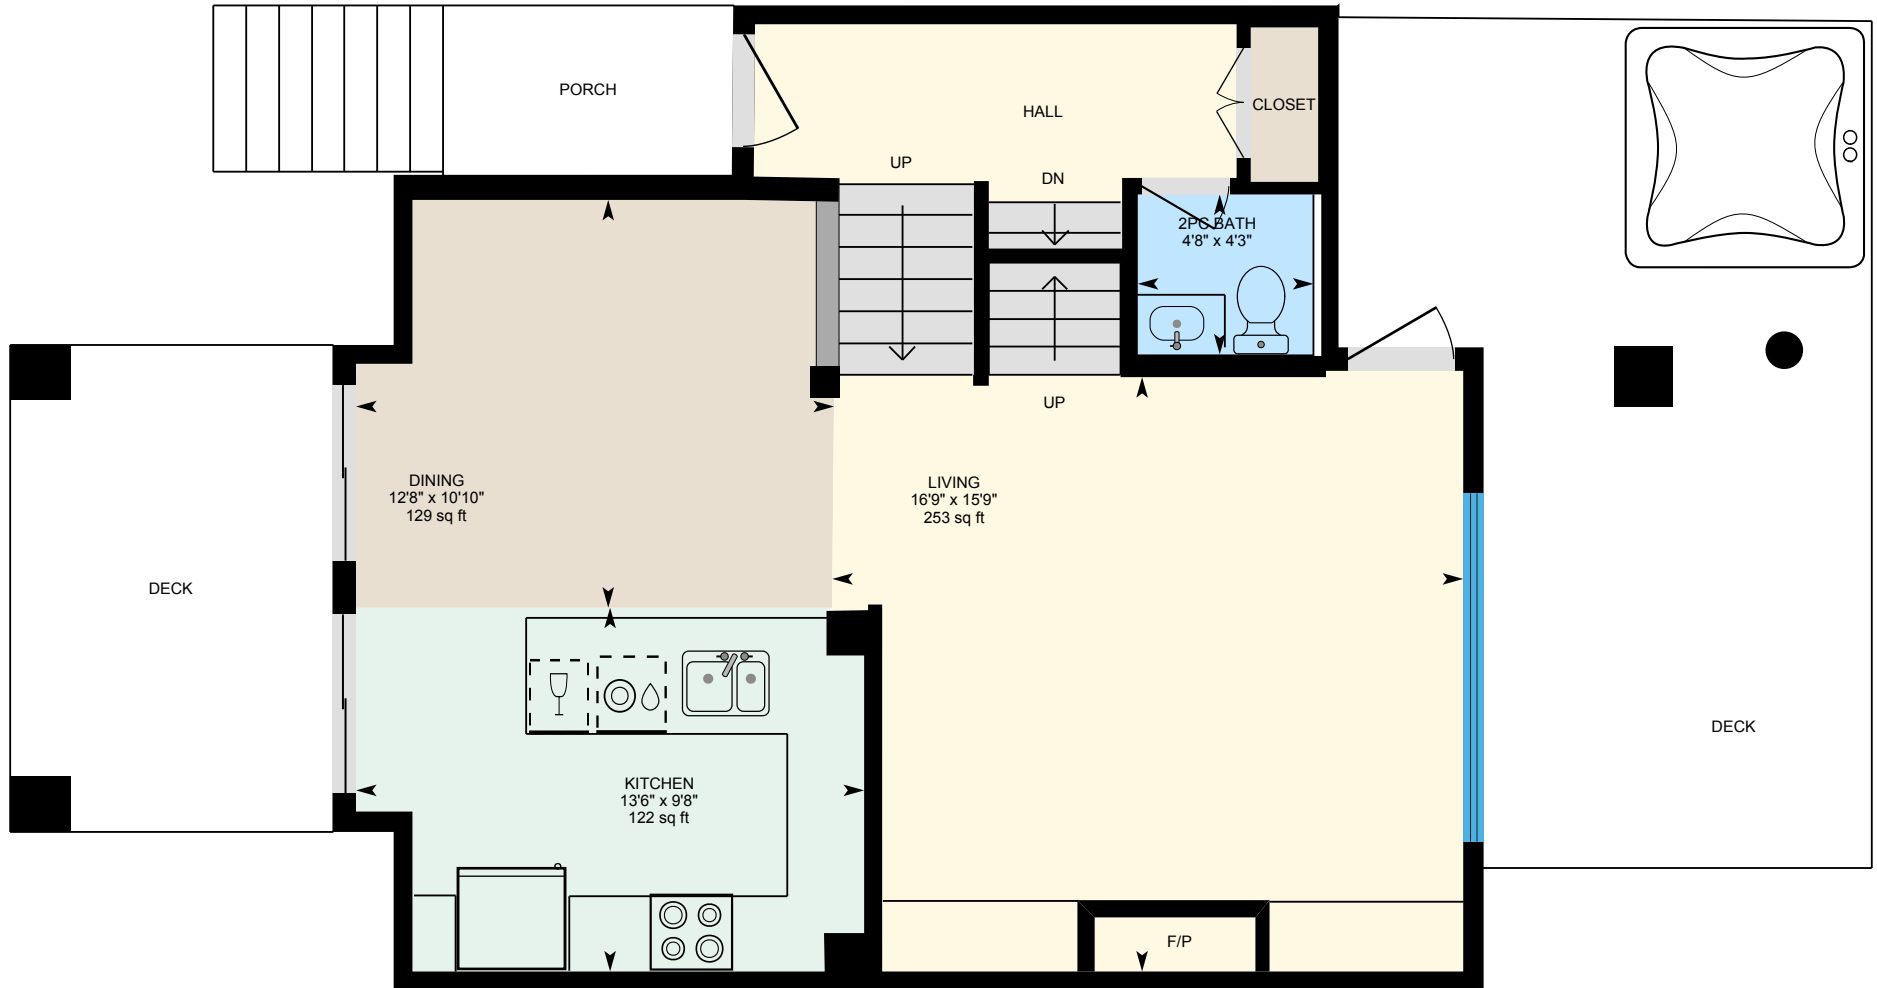 PORCH
HALL
CLOSET
UP
DN
2PC BATH
4'8" x 4'3"
UP
DINING
12'8" x 10'10"
129 sq ft
LIVING
16'9" x 15'9"
253 sq ft
DECK
DECK
KITCHEN
13'6" x 9'8"
122 sq ft
F/P